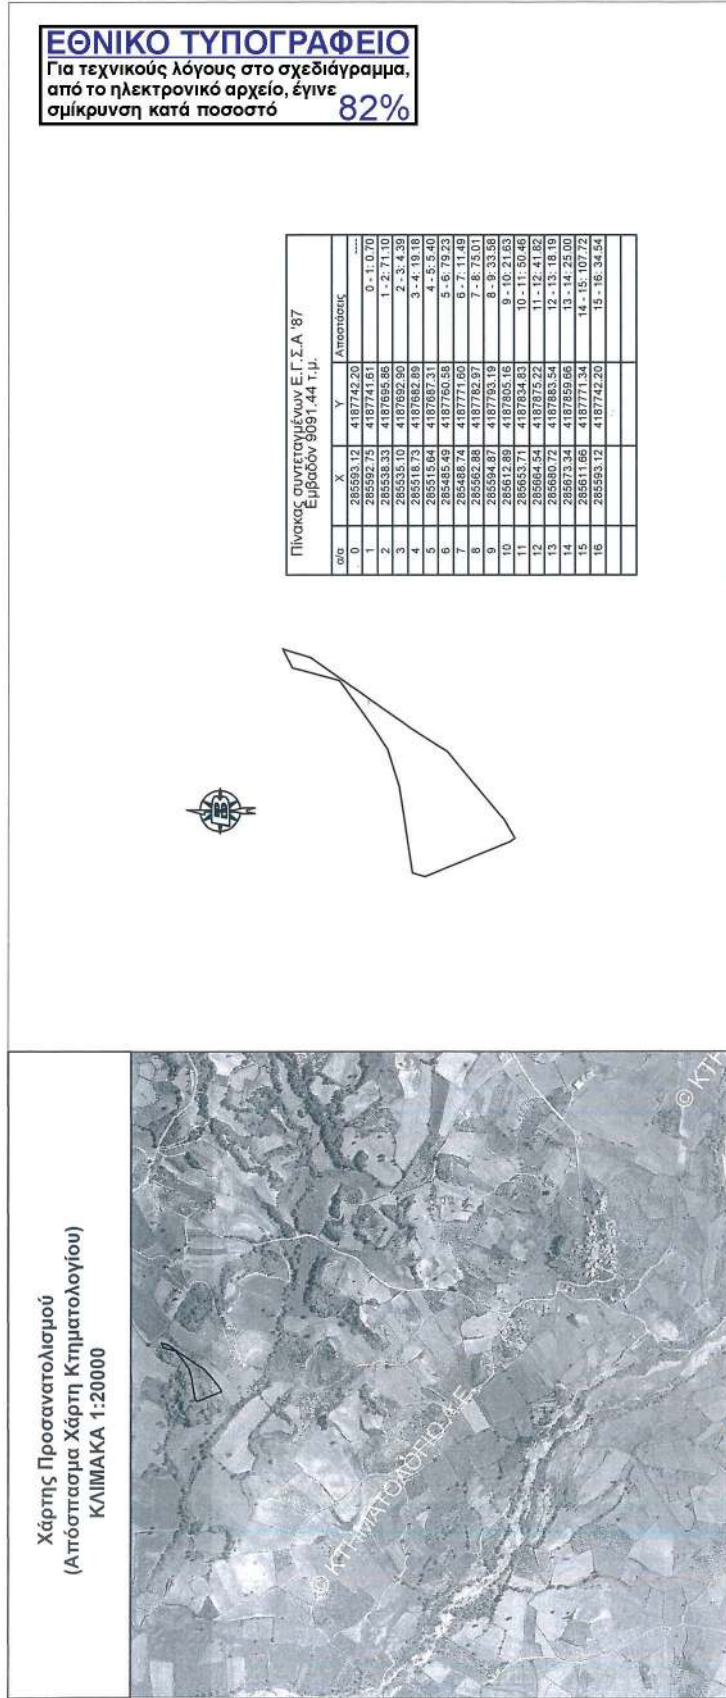 ΕΘΝΙΚΟ ΤΥΠΟΓΡΑΦΕΙΟ
Για τεχνικούς λόγους στο σχεδιάγραμμα,
από το ηλεκτρονικό αρχείο, έγινε
σμίκρυνση κατά ποσοστό 82%
Πίνακας συντεταγμένων Ε.Γ.Σ.Α '87
Εμβαδόν 9091.44 τ.μ.
α/α Χ Υ Αποστάσεις
0 285593.12 4187742.20 ----
1 285592.75 4187741.61 0 - 1: 0.70
2 285538.33 4187695.86 1 - 2: 71.10
3 285535.10 4187692.90 2 - 3: 4.39
4 285518.73 4187682.89 3 - 4: 19.18
5 285515.64 4187687.31 4 - 5: 5.40
6 285485.49 4187760.58 5 - 6: 79.23
7 285488.74 4187771.60 6 - 7: 11.49
8 285562.88 4187782.97 7 - 8: 75.01
9 285594.87 4187793.19 8 - 9: 33.58
10 285612.89 4187805.16 9 - 10: 21.63
11 285653.71 4187834.83 10 - 11: 50.46
12 285664.54 4187875.22 11 - 12: 41.82
13 285680.72 4187883.54 12 - 13: 18.19
14 285673.34 4187859.66 13 - 14: 25.00
15 285611.66 4187771.34 14 - 15: 107.72
16 285593.12 4187742.20 15 - 16: 34.54
Χάρτης Προσανατολισμού
(Απόσπασμα Χάρτη Κτηματολογίου)
ΚΛΙΜΑΚΑ 1:20000
© ΚΤΗΜΑΤΟΛΟΓΙΟ Α.Ε.
© ΚΤΗ